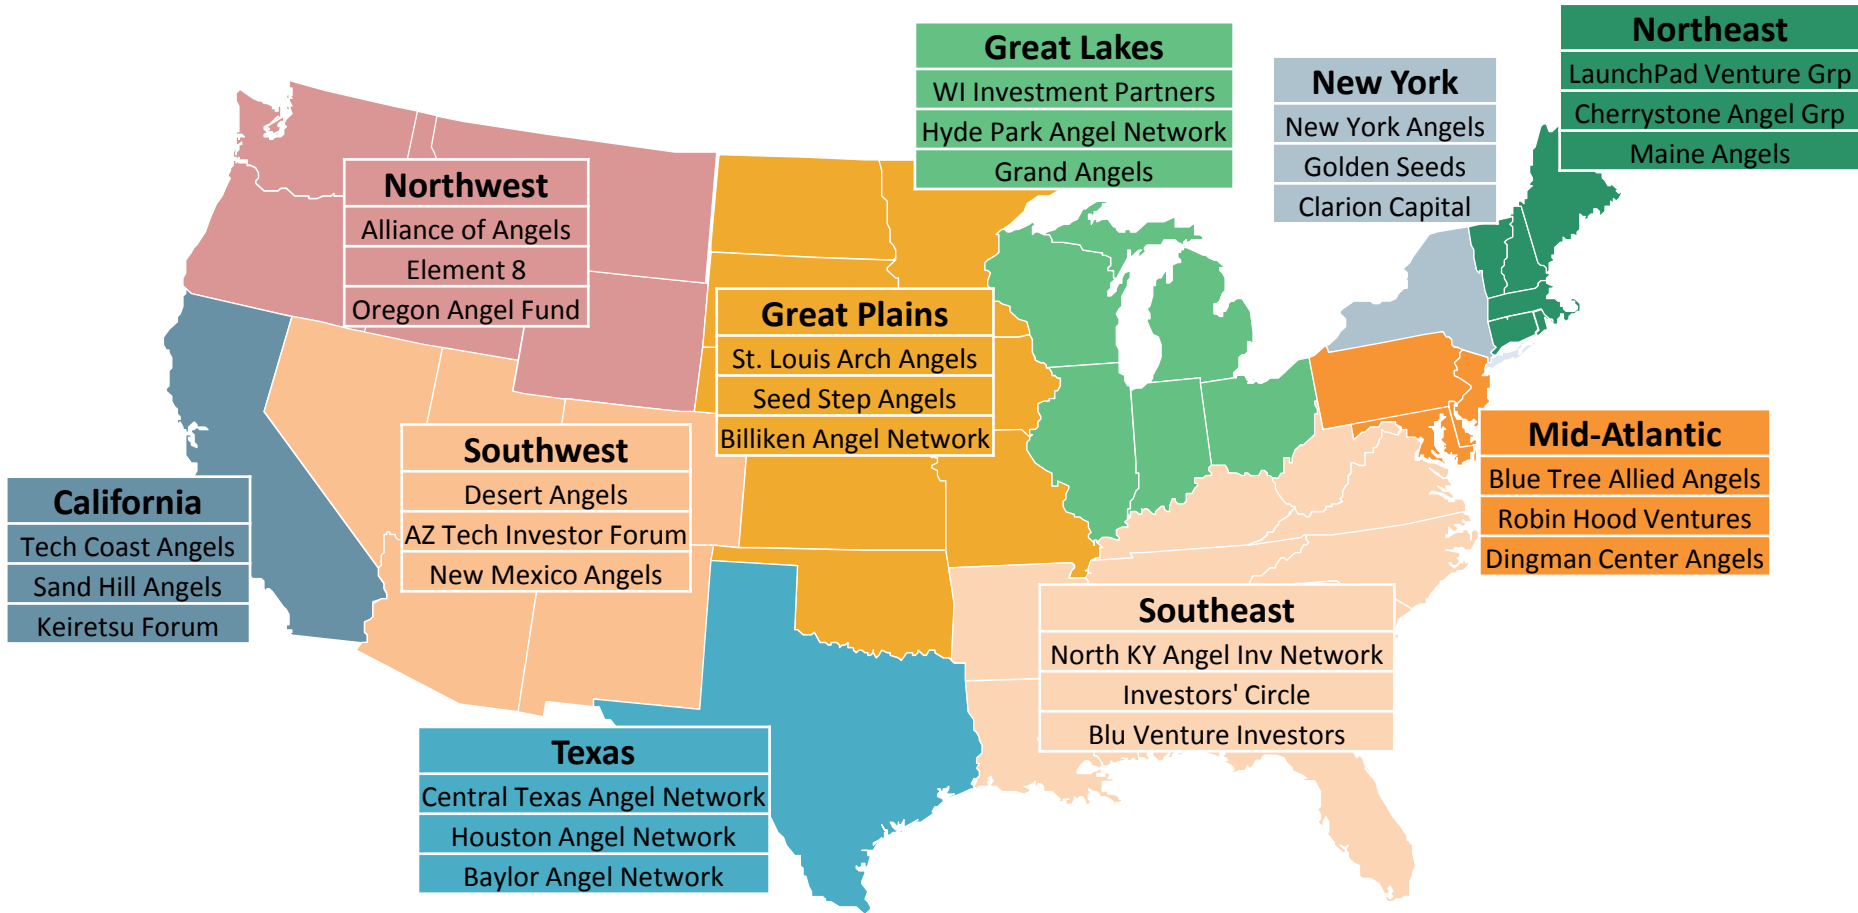 Great Lakes
WI Investment Partners
Hyde Park Angel Network
Grand Angels
Northeast
LaunchPad Venture Grp
Cherrystone Angel Grp
Maine Angels
New York
New York Angels
Golden Seeds
Clarion Capital
Northwest
Alliance of Angels
Element 8
Oregon Angel Fund
Great Plains
St. Louis Arch Angels
Seed Step Angels
Billiken Angel Network
Southwest
Desert Angels
AZ Tech Investor Forum
New Mexico Angels
Mid-Atlantic
Blue Tree Allied Angels
Robin Hood Ventures
Dingman Center Angels
California
Tech Coast Angels
Sand Hill Angels
Keiretsu Forum
Southeast
North KY Angel Inv Network
Investors' Circle
Blu Venture Investors
Texas
Central Texas Angel Network
Houston Angel Network
Baylor Angel Network